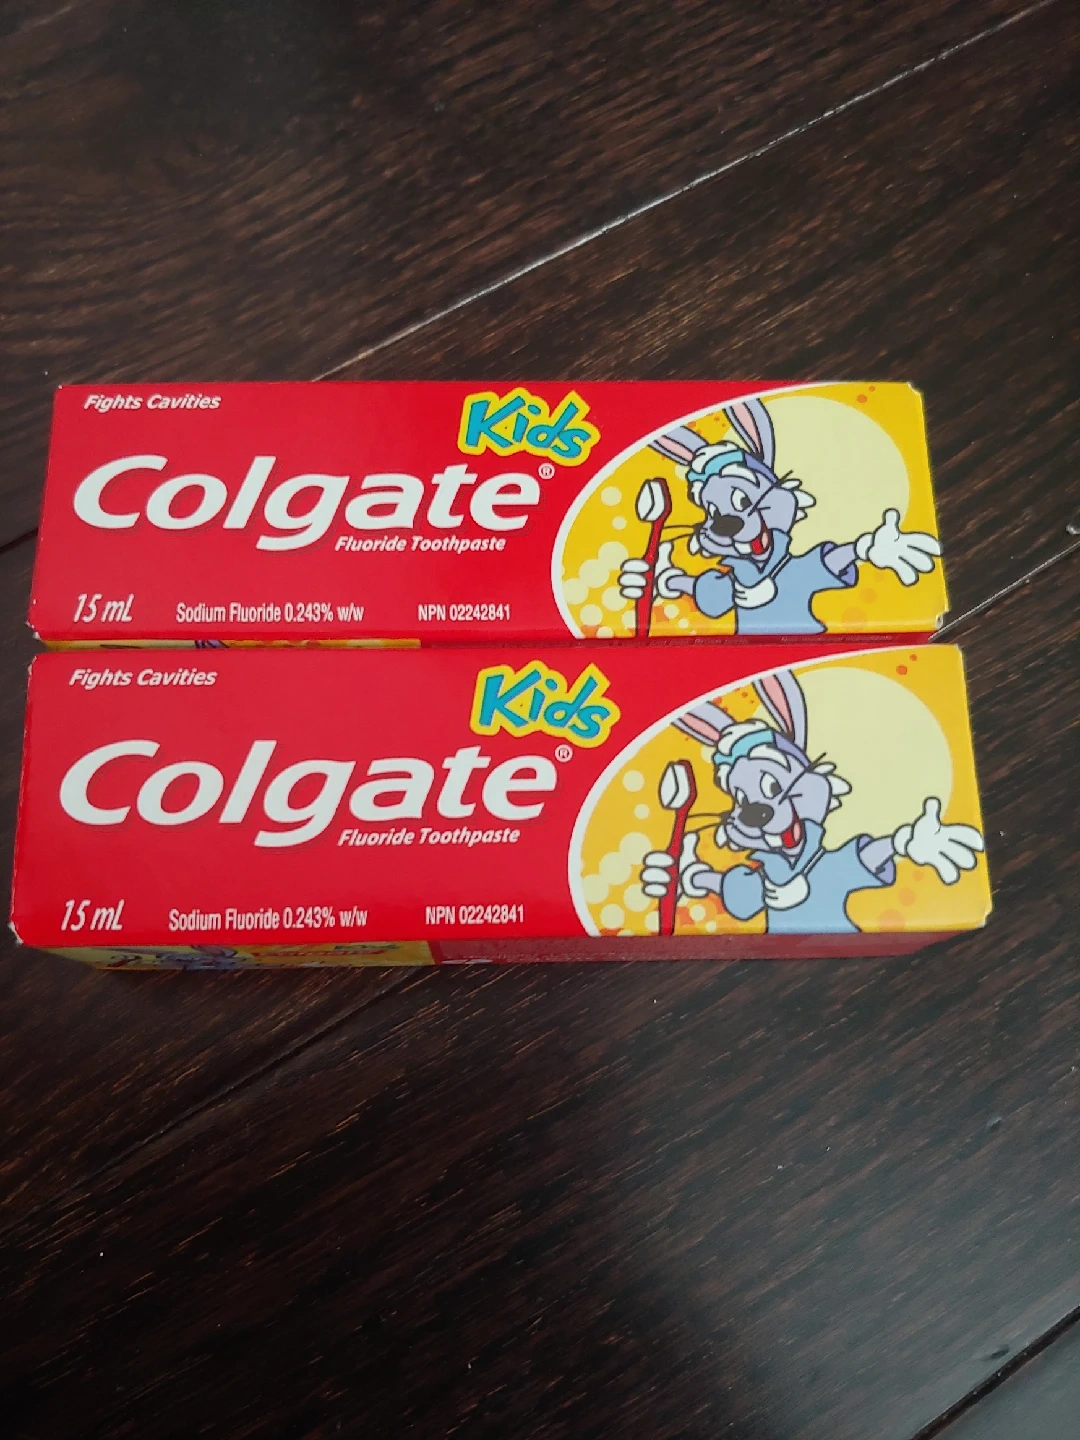 Fights Cavities
Kids
Colgate®
Fluoride Toothpaste
15 mL Sodium Fluoride 0.243% w/w NPN 02242841
Fights Cavities
Kids
Colgate®
Fluoride Toothpaste
15 mL Sodium Fluoride 0.243% w/w NPN 02242841